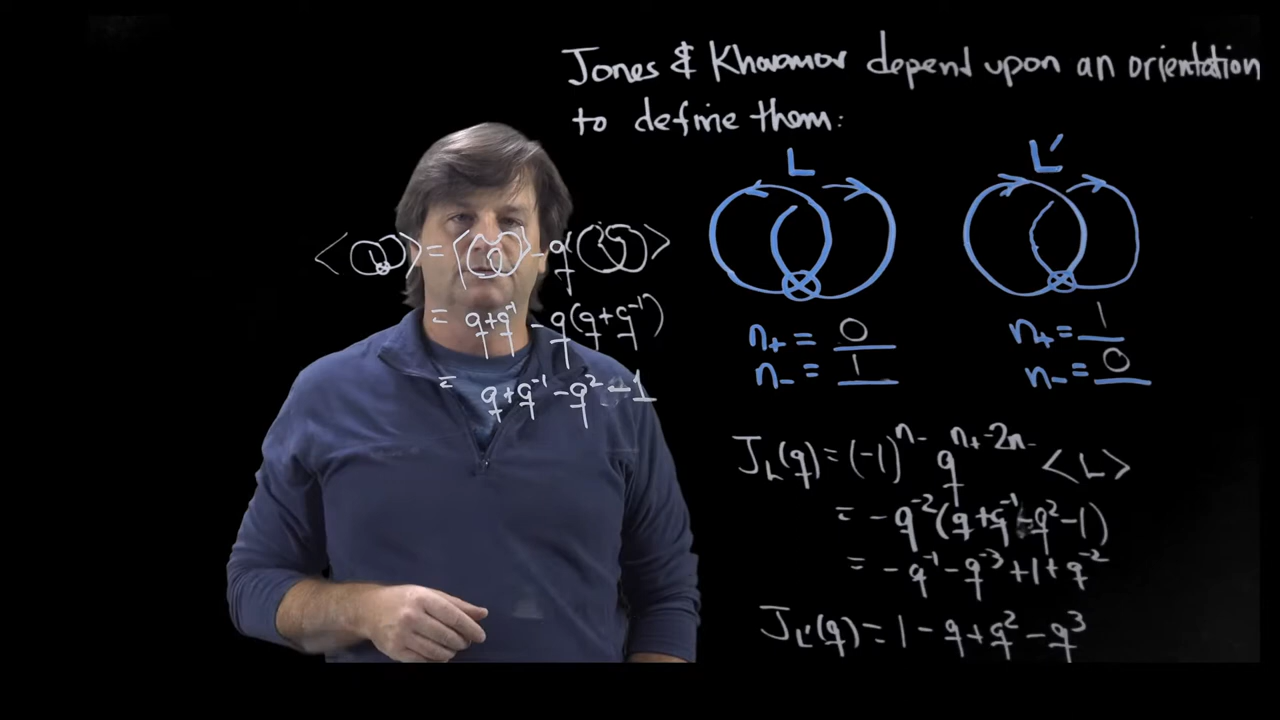 Jones & Khovanov depend upon an orientation
to define them:
L
L′
n₊ = 0
n₋ = 1
n₊ = 1
n₋ = 0
⟨ ⟩ = ⟨ ⟩ - q⟨ ⟩
= q+q⁻¹ - q(q+q⁻¹)
= q+q⁻¹ - q² - 1
J_L(q) = (-1)^{n₋} q^{n₊-2n₋} <L>
= -q⁻²(q+q⁻¹-q²-1)
= -q⁻¹-q⁻³+1+q⁻²
J_L′(q) = 1-q+q²-q³